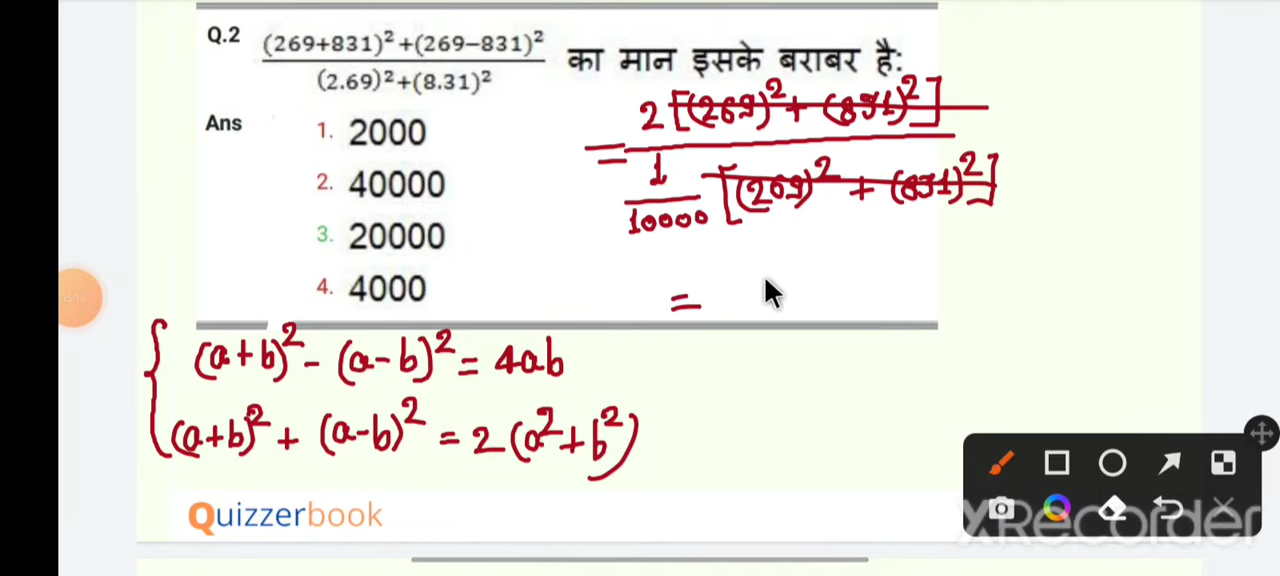 Q.2 (269+831)²+(269−831)² / (2.69)²+(8.31)² का मान इसके बराबर है:
= 2 [(269)² + (831)²] / 1/10000 [(269)² + (831)²]
Ans
1. 2000
2. 40000
3. 20000
4. 4000
=
(a+b)² - (a-b)² = 4ab
(a+b)² + (a-b)² = 2(a²+b²)
Quizzerbook
XRecorder
05:19